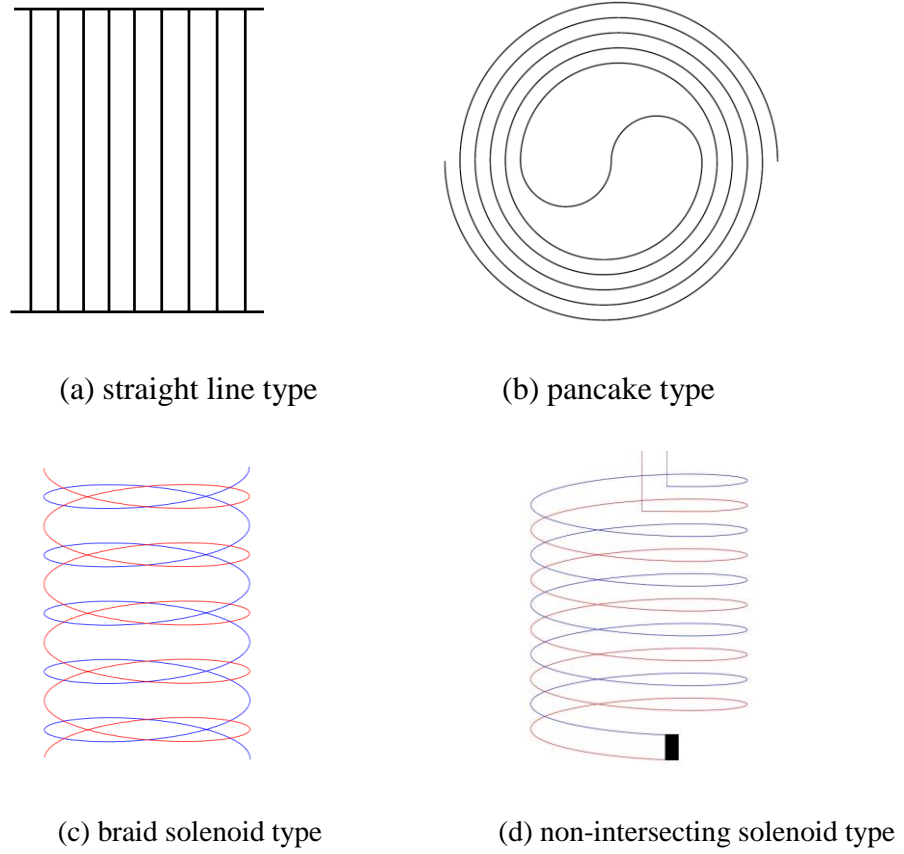 (a) straight line type
(b) pancake type
(c) braid solenoid type
(d) non-intersecting solenoid type